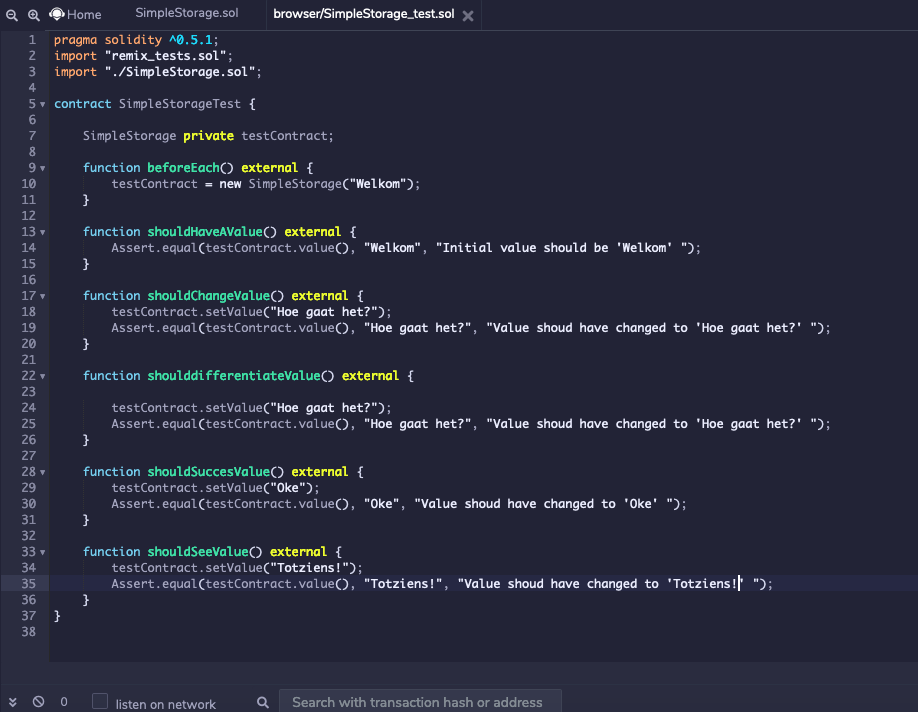 Home
SimpleStorage.sol
browser/SimpleStorage_test.sol
1 pragma solidity ^0.5.1;
2 import "remix_tests.sol";
3 import "./SimpleStorage.sol";
4
5 contract SimpleStorageTest {
6
7 SimpleStorage private testContract;
8
9 function beforeEach() external {
10 testContract = new SimpleStorage("Welkom");
11 }
12
13 function shouldHaveAValue() external {
14 Assert.equal(testContract.value(), "Welkom", "Initial value should be 'Welkom' ");
15 }
16
17 function shouldChangeValue() external {
18 testContract.setValue("Hoe gaat het?");
19 Assert.equal(testContract.value(), "Hoe gaat het?", "Value shoud have changed to 'Hoe gaat het?' ");
20 }
21
22 function shoulddifferentiateValue() external {
23
24 testContract.setValue("Hoe gaat het?");
25 Assert.equal(testContract.value(), "Hoe gaat het?", "Value shoud have changed to 'Hoe gaat het?' ");
26 }
27
28 function shouldSuccesValue() external {
29 testContract.setValue("Oke");
30 Assert.equal(testContract.value(), "Oke", "Value shoud have changed to 'Oke' ");
31 }
32
33 function shouldSeeValue() external {
34 testContract.setValue("Totziens!");
35 Assert.equal(testContract.value(), "Totziens!", "Value shoud have changed to 'Totziens!' ");
36 }
37 }
38
0
listen on network
Search with transaction hash or address